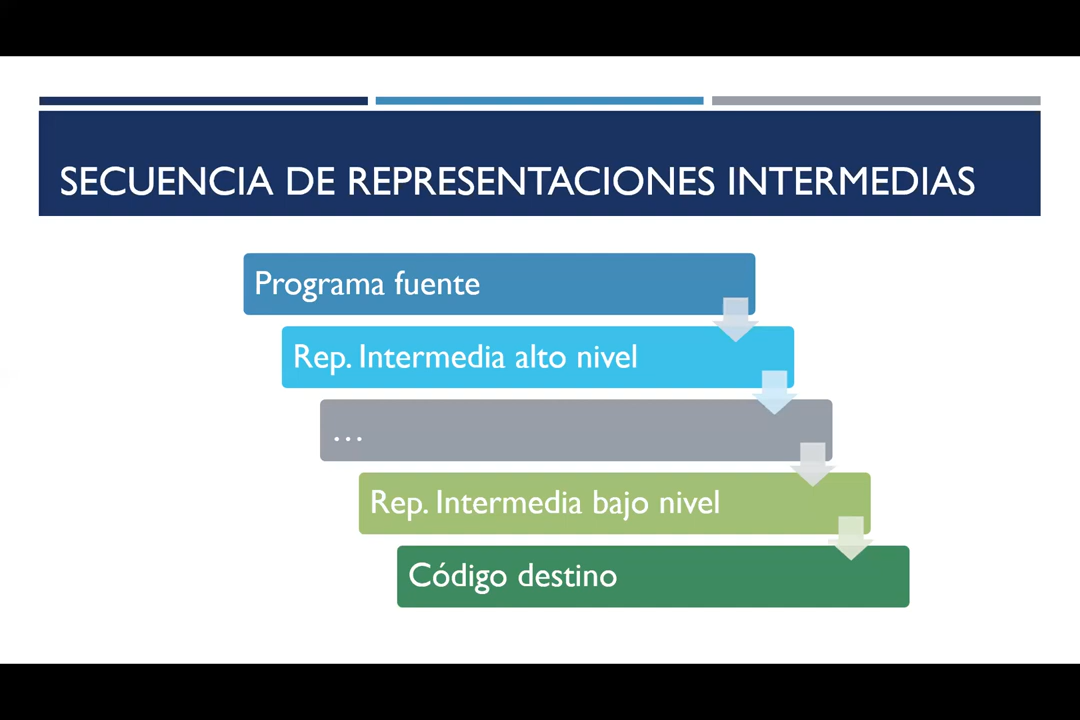 SECUENCIA DE REPRESENTACIONES INTERMEDIAS
Programa fuente
Rep. Intermedia alto nivel
...
Rep. Intermedia bajo nivel
Código destino